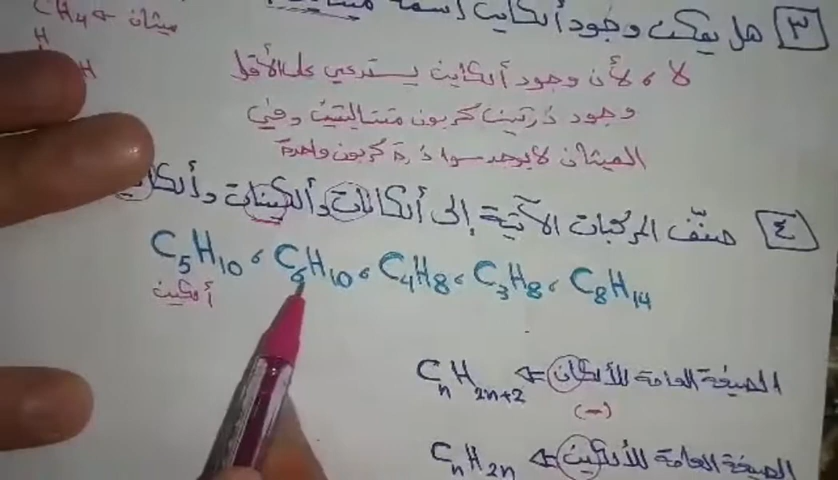 CH4 ← ميثان
H
H
٣ هل يمكن وجود ألكاين اسمه
لا ، لأن وجود ألكاين يستدعي على الأقل
وجود ذرتين كربون متتاليتين وفي
الميثان لا يوجد سوا ذرة كربون واحدة
٤ صنّف المركبات الآتية إلى ألكانات وألكينات وألكاينات
C5H10 ، C6H10 ، C4H8 ، C3H8 ، C8H14
ألكين
الصيغة العامة للألكان ⇐ CnH2n+2
(-)
الصيغة العامة للألكين ⇐ CnH2n